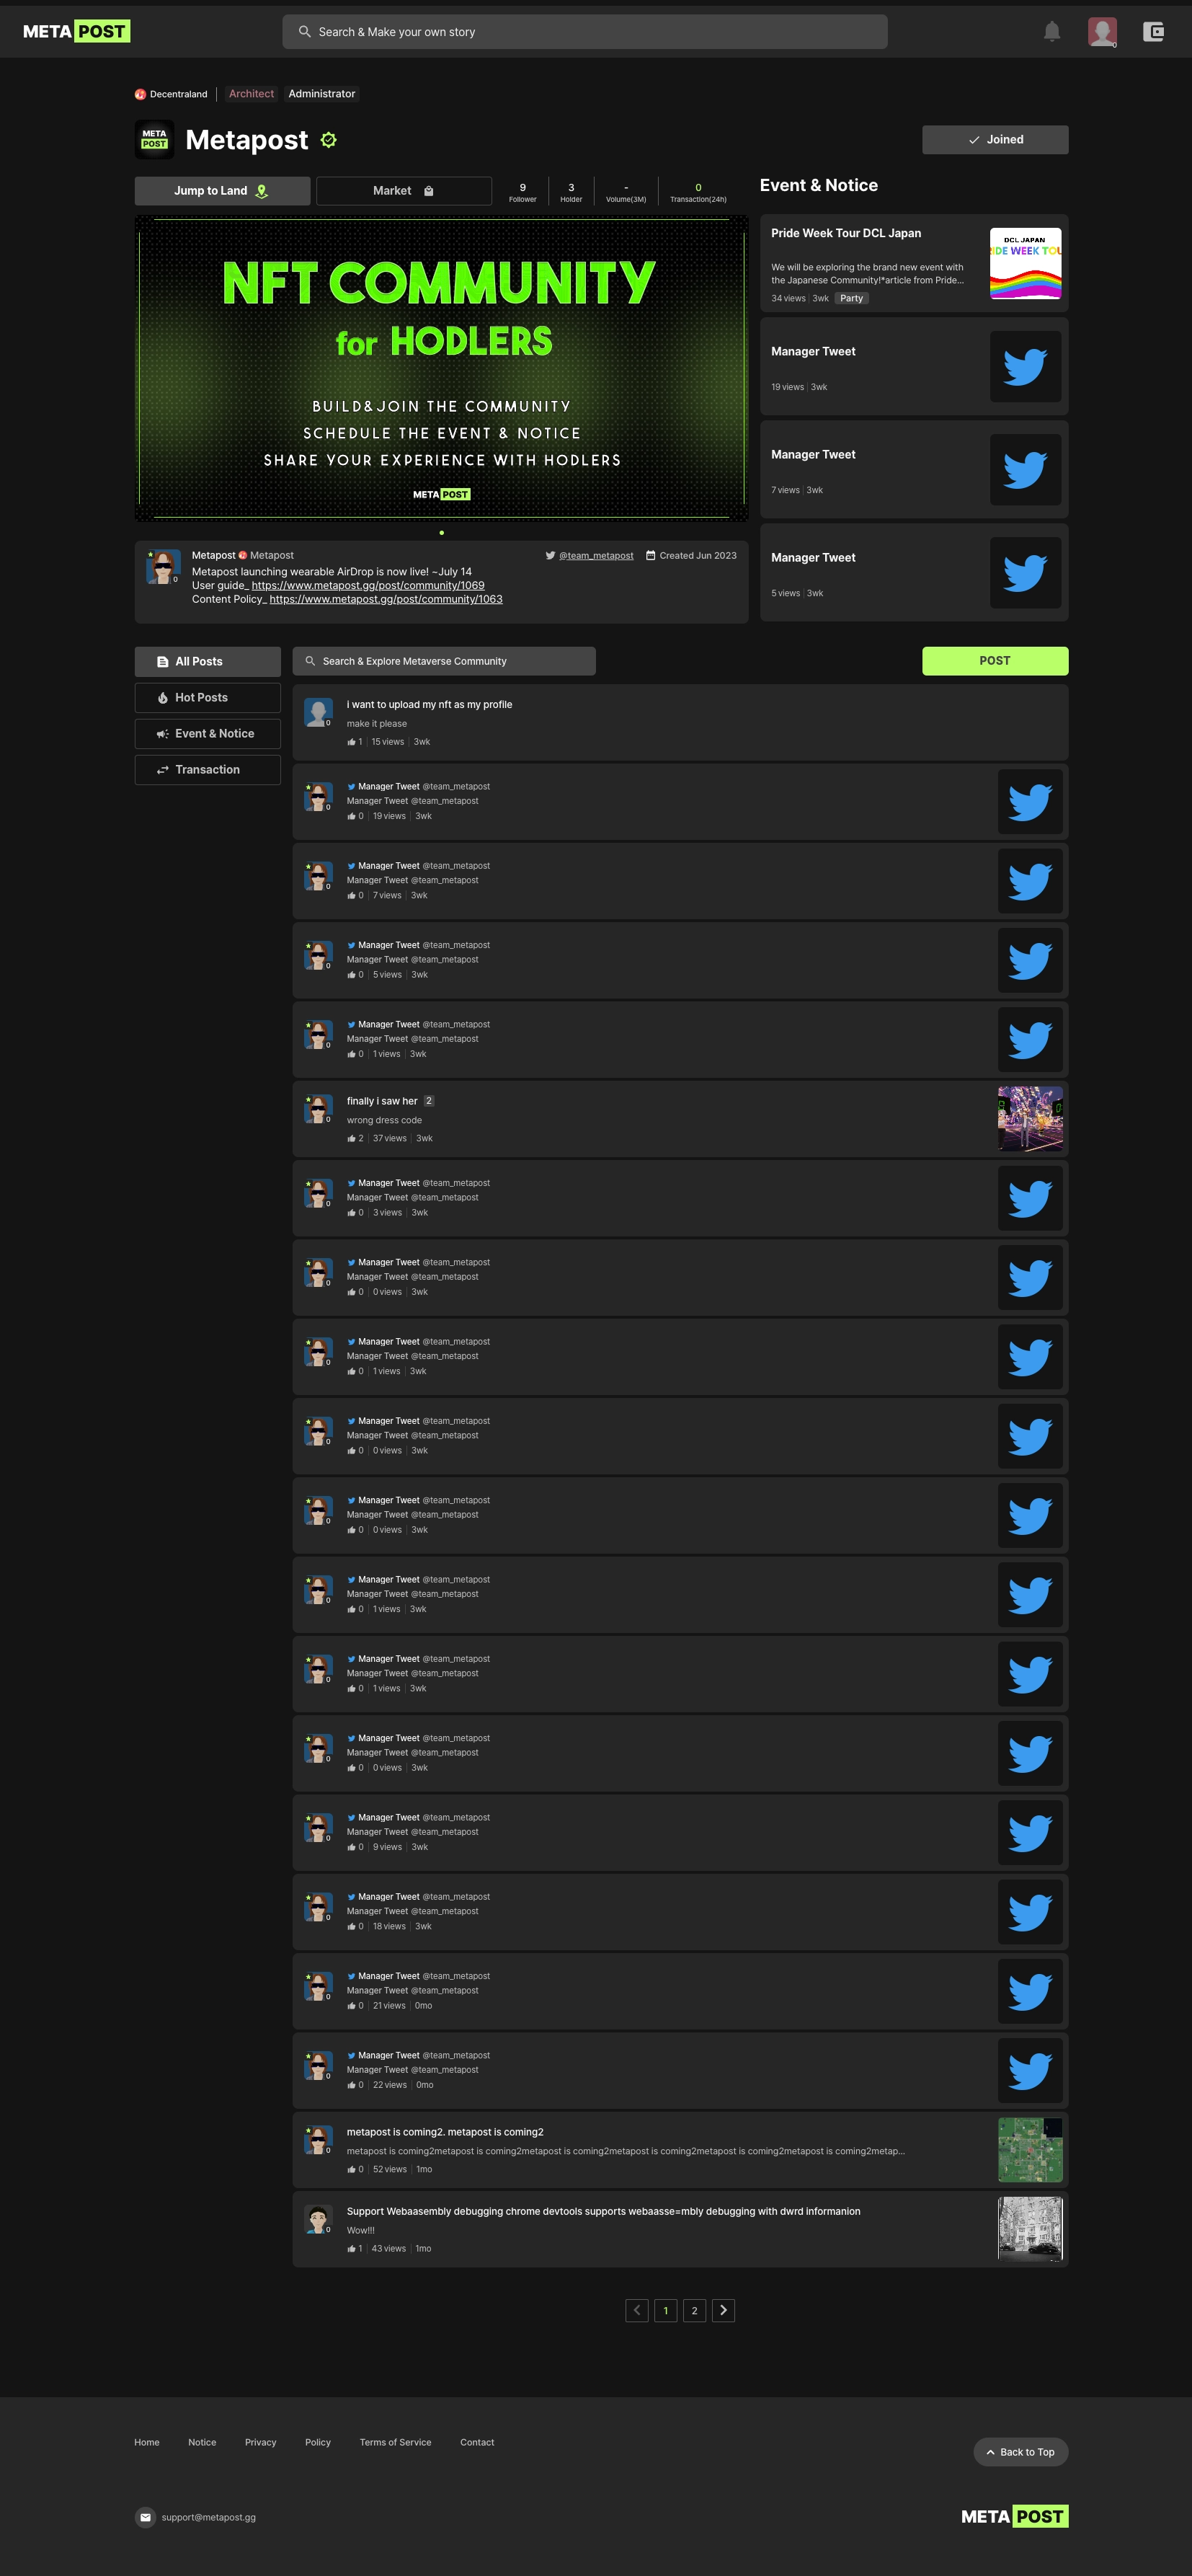 META POST
Search & Make your own story
0
Decentraland
Architect
Administrator
META
POST
Metapost
Joined
Jump to Land
Market
9
Follower
3
Holder
-
Volume(3M)
0
Transaction(24h)
Event & Notice
NFT COMMUNITY
for HODLERS
BUILD&JOIN THE COMMUNITY
SCHEDULE THE EVENT & NOTICE
SHARE YOUR EXPERIENCE WITH HODLERS
META POST
Pride Week Tour DCL Japan
We will be exploring the brand new event with
the Japanese Community!*article from Pride...
34 views 3wk Party
DCL JAPAN
IDE WEEK TOU
Manager Tweet
19 views 3wk
Manager Tweet
7 views 3wk
Manager Tweet
5 views 3wk
0
Metapost Metapost
@team_metapost
Created Jun 2023
Metapost launching wearable AirDrop is now live! ~July 14
User guide_ https://www.metapost.gg/post/community/1069
Content Policy_ https://www.metapost.gg/post/community/1063
All Posts
Hot Posts
Event & Notice
Transaction
Search & Explore Metaverse Community
POST
0
i want to upload my nft as my profile
make it please
1 15 views 3wk
0
Manager Tweet @team_metapost
Manager Tweet @team_metapost
0 19 views 3wk
0
Manager Tweet @team_metapost
Manager Tweet @team_metapost
0 7 views 3wk
0
Manager Tweet @team_metapost
Manager Tweet @team_metapost
0 5 views 3wk
0
Manager Tweet @team_metapost
Manager Tweet @team_metapost
0 1 views 3wk
0
finally i saw her 2
wrong dress code
2 37 views 3wk
0
Manager Tweet @team_metapost
Manager Tweet @team_metapost
0 3 views 3wk
0
Manager Tweet @team_metapost
Manager Tweet @team_metapost
0 0 views 3wk
0
Manager Tweet @team_metapost
Manager Tweet @team_metapost
0 1 views 3wk
0
Manager Tweet @team_metapost
Manager Tweet @team_metapost
0 0 views 3wk
0
Manager Tweet @team_metapost
Manager Tweet @team_metapost
0 0 views 3wk
0
Manager Tweet @team_metapost
Manager Tweet @team_metapost
0 1 views 3wk
0
Manager Tweet @team_metapost
Manager Tweet @team_metapost
0 1 views 3wk
0
Manager Tweet @team_metapost
Manager Tweet @team_metapost
0 0 views 3wk
0
Manager Tweet @team_metapost
Manager Tweet @team_metapost
0 9 views 3wk
0
Manager Tweet @team_metapost
Manager Tweet @team_metapost
0 18 views 3wk
0
Manager Tweet @team_metapost
Manager Tweet @team_metapost
0 21 views 0mo
0
Manager Tweet @team_metapost
Manager Tweet @team_metapost
0 22 views 0mo
0
metapost is coming2. metapost is coming2
metapost is coming2metapost is coming2metapost is coming2metapost is coming2metapost is coming2metapost is coming2metap...
0 52 views 1mo
0
Support Webaasembly debugging chrome devtools supports webaasse=mbly debugging with dwrd informanion
Wow!!!
1 43 views 1mo
1 2
Home Notice Privacy Policy Terms of Service Contact
Back to Top
support@metapost.gg
META POST